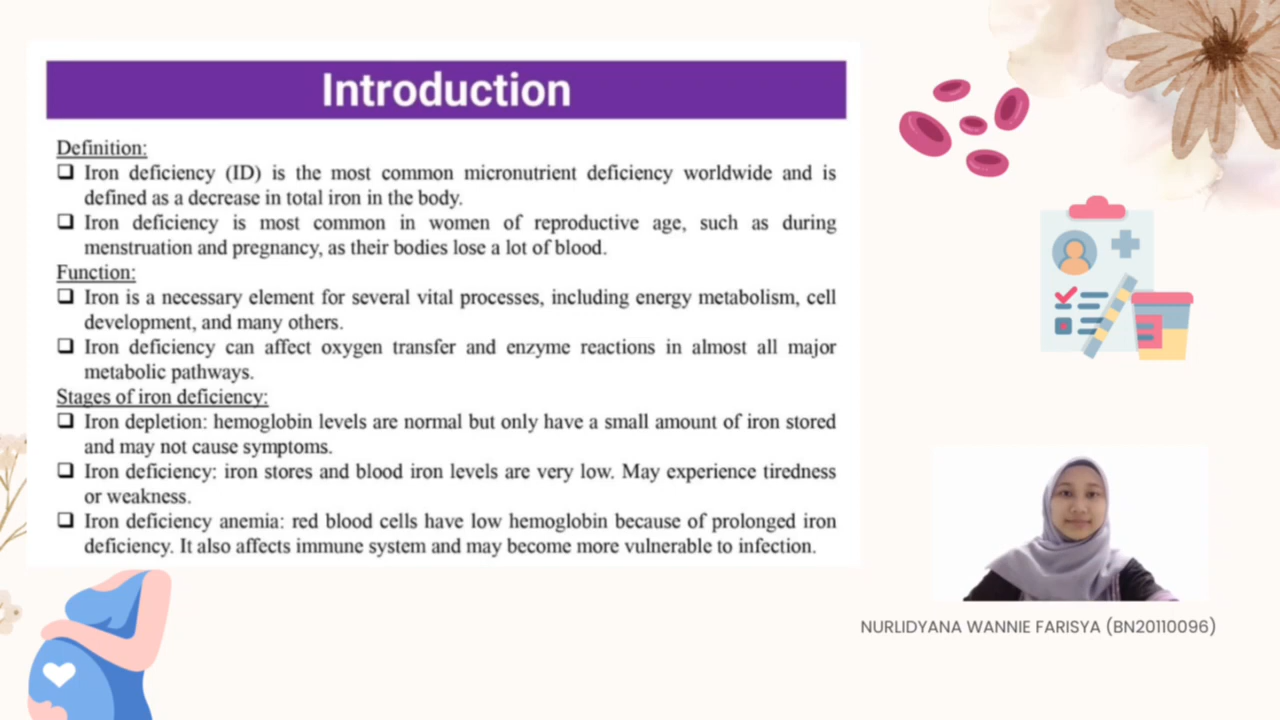 Introduction
Definition:
❑ Iron deficiency (ID) is the most common micronutrient deficiency worldwide and is
defined as a decrease in total iron in the body.
❑ Iron deficiency is most common in women of reproductive age, such as during
menstruation and pregnancy, as their bodies lose a lot of blood.
Function:
❑ Iron is a necessary element for several vital processes, including energy metabolism, cell
development, and many others.
❑ Iron deficiency can affect oxygen transfer and enzyme reactions in almost all major
metabolic pathways.
Stages of iron deficiency:
❑ Iron depletion: hemoglobin levels are normal but only have a small amount of iron stored
and may not cause symptoms.
❑ Iron deficiency: iron stores and blood iron levels are very low. May experience tiredness
or weakness.
❑ Iron deficiency anemia: red blood cells have low hemoglobin because of prolonged iron
deficiency. It also affects immune system and may become more vulnerable to infection.
NURLIDYANA WANNIE FARISYA (BN20110096)